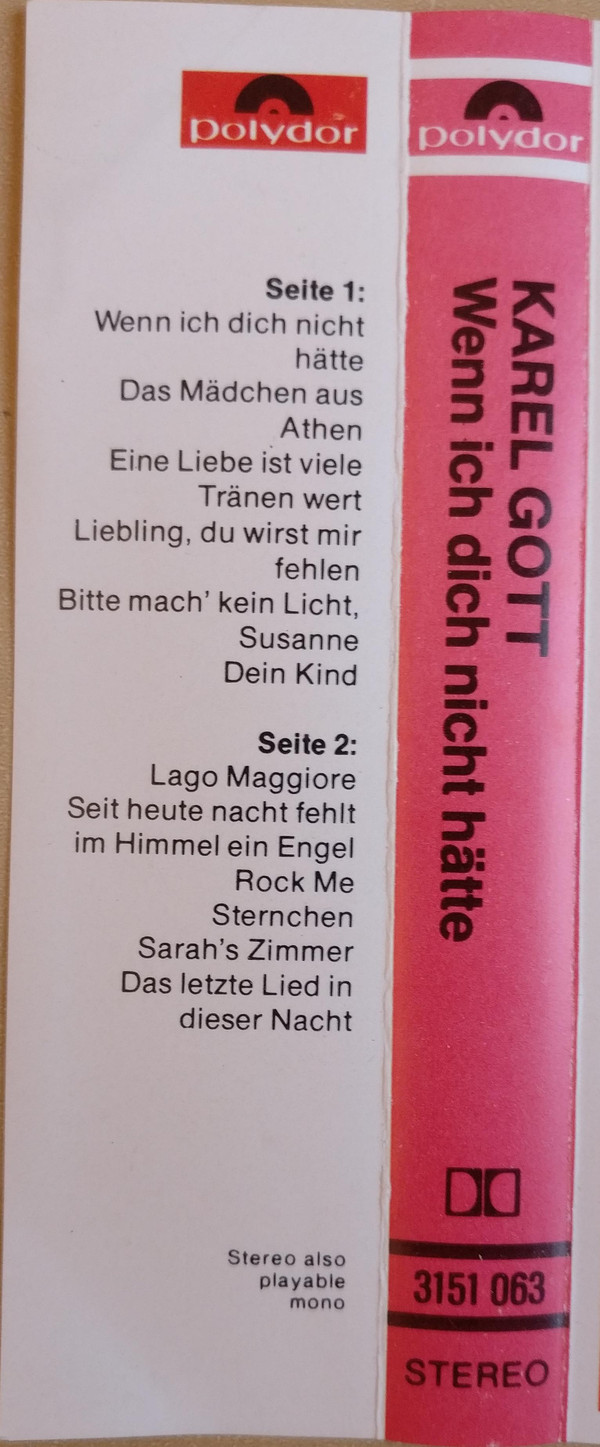 polydor
Seite 1:
Wenn ich dich nicht
hätte
Das Mädchen aus
Athen
Eine Liebe ist viele
Tränen wert
Liebling, du wirst mir
fehlen
Bitte mach' kein Licht,
Susanne
Dein Kind
Seite 2:
Lago Maggiore
Seit heute nacht fehlt
im Himmel ein Engel
Rock Me
Sternchen
Sarah's Zimmer
Das letzte Lied in
dieser Nacht
Stereo also
playable
mono
polydor
KAREL GOTT
Wenn ich dich nicht hätte
3151 063
STEREO